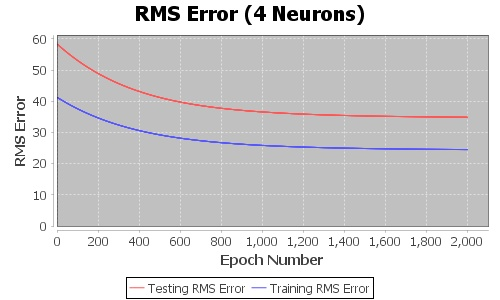 RMS Error (4 Neurons)
RMS Error
60
50
40
30
20
10
0
0 200 400 600 800 1,000 1,200 1,400 1,600 1,800 2,000
Epoch Number
Testing RMS Error Training RMS Error